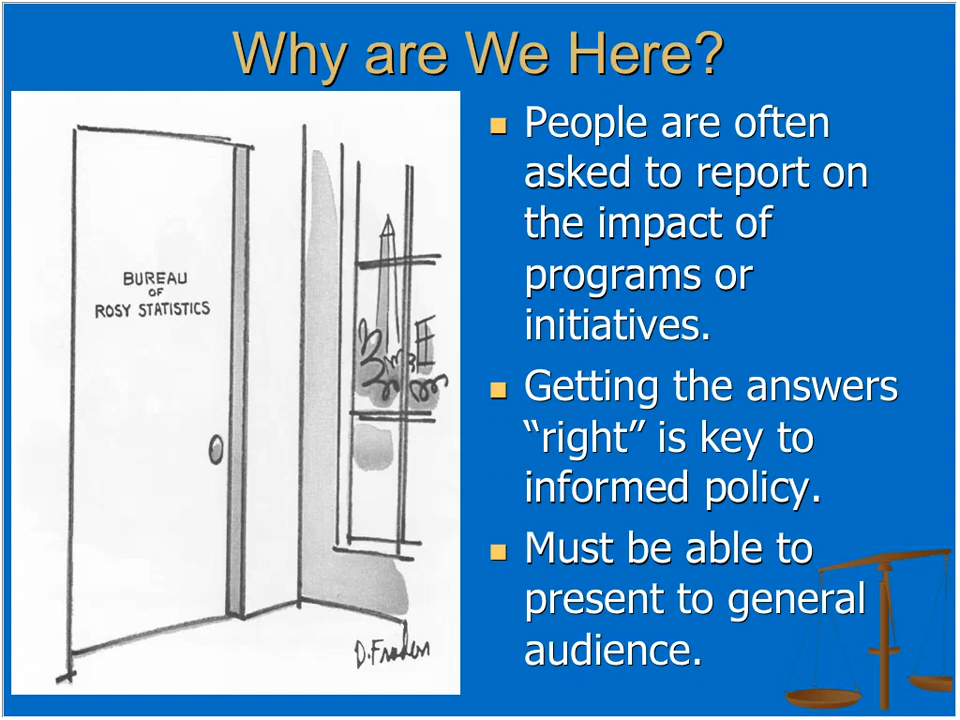 Why are We Here?
BUREAU
OF
ROSY STATISTICS
D. Fradon
People are often
asked to report on
the impact of
programs or
initiatives.
Getting the answers
“right” is key to
informed policy.
Must be able to
present to general
audience.